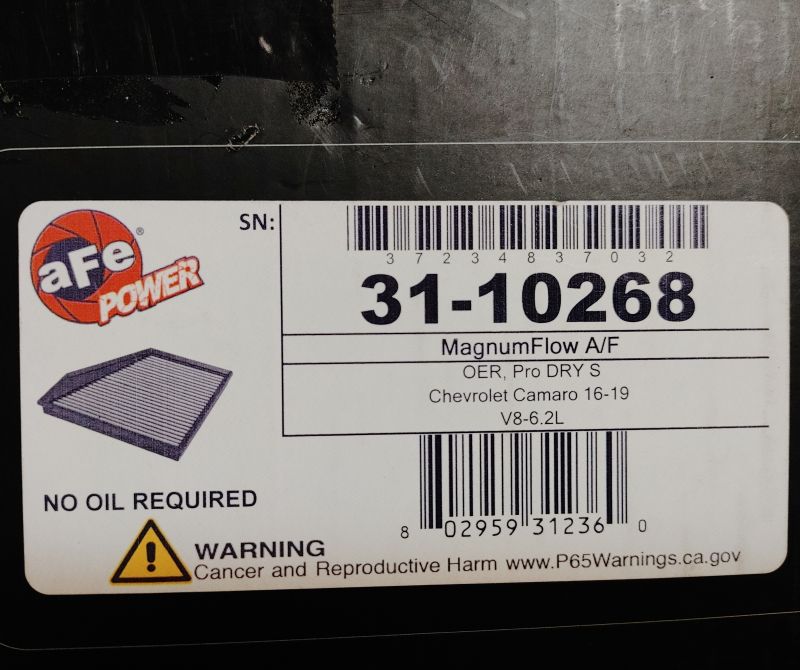 aFe®
POWER
SN:
3 7 2 3 4 8 3 7 0 3 2
31-10268
MagnumFlow A/F
OER, Pro DRY S
Chevrolet Camaro 16-19
V8-6.2L
NO OIL REQUIRED
8 02959 31236 0
WARNING
Cancer and Reproductive Harm www.P65Warnings.ca.gov